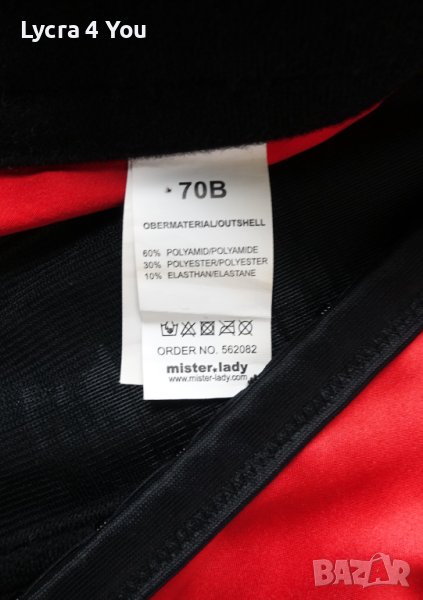 Lycra 4 You
70B
OBERMATERIAL/OUTSHELL
60% POLYAMID/POLYAMIDE
30% POLYESTER/POLYESTER
10% ELASTHAN/ELASTANE
ORDER NO. 562082
mister.lady
www.mister-lady.com
BAZAR